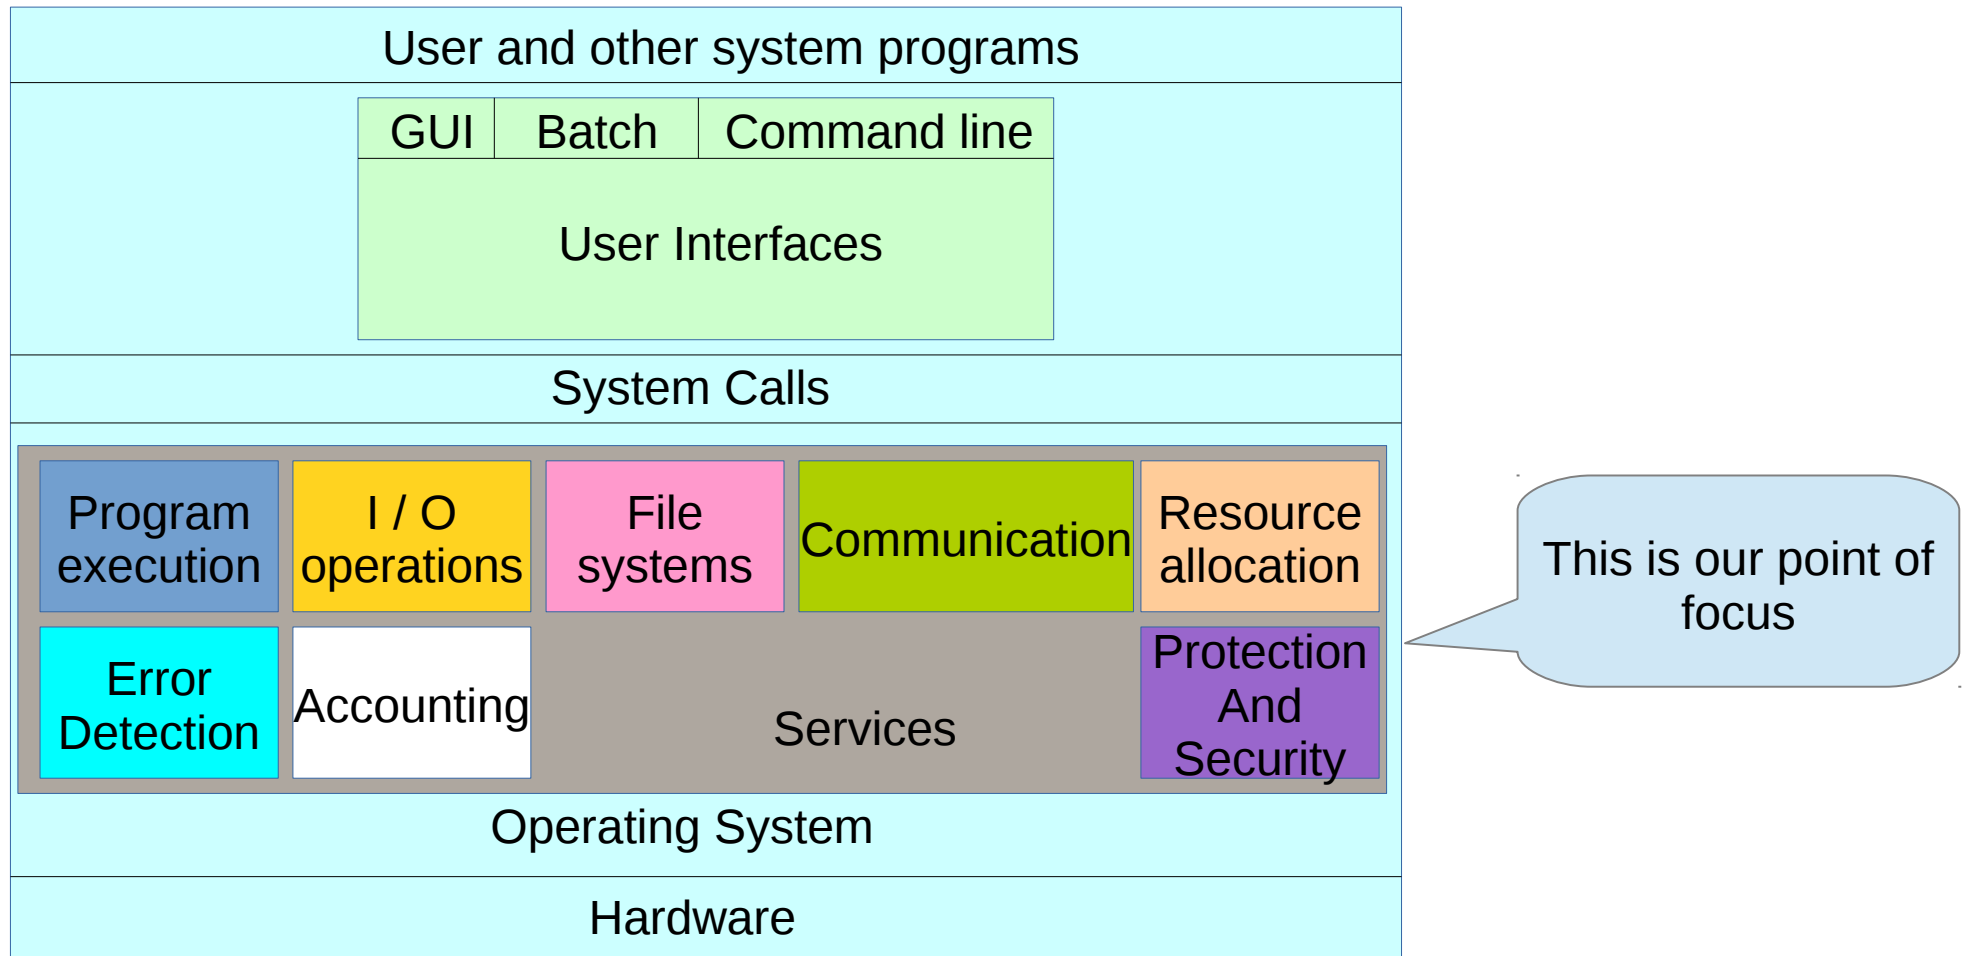 User and other system programs
GUI Batch Command line
User Interfaces
System Calls
Program
execution
I / O
operations
File
systems
Communication
Resource
allocation
Error
Detection
Accounting
Services
Protection
And
Security
Operating System
Hardware
This is our point of
focus